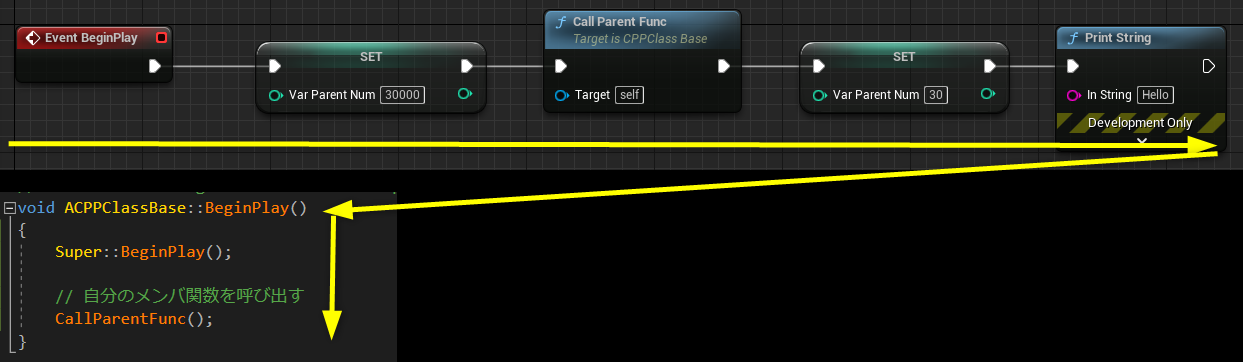 Event BeginPlay
SET
Var Parent Num 30000
Call Parent Func
Target is CPPClass Base
Target self
SET
Var Parent Num 30
Print String
In String Hello
Development Only
void ACPPClassBase::BeginPlay()
{
Super::BeginPlay();
// 自分のメンバ関数を呼び出す
CallParentFunc();
}